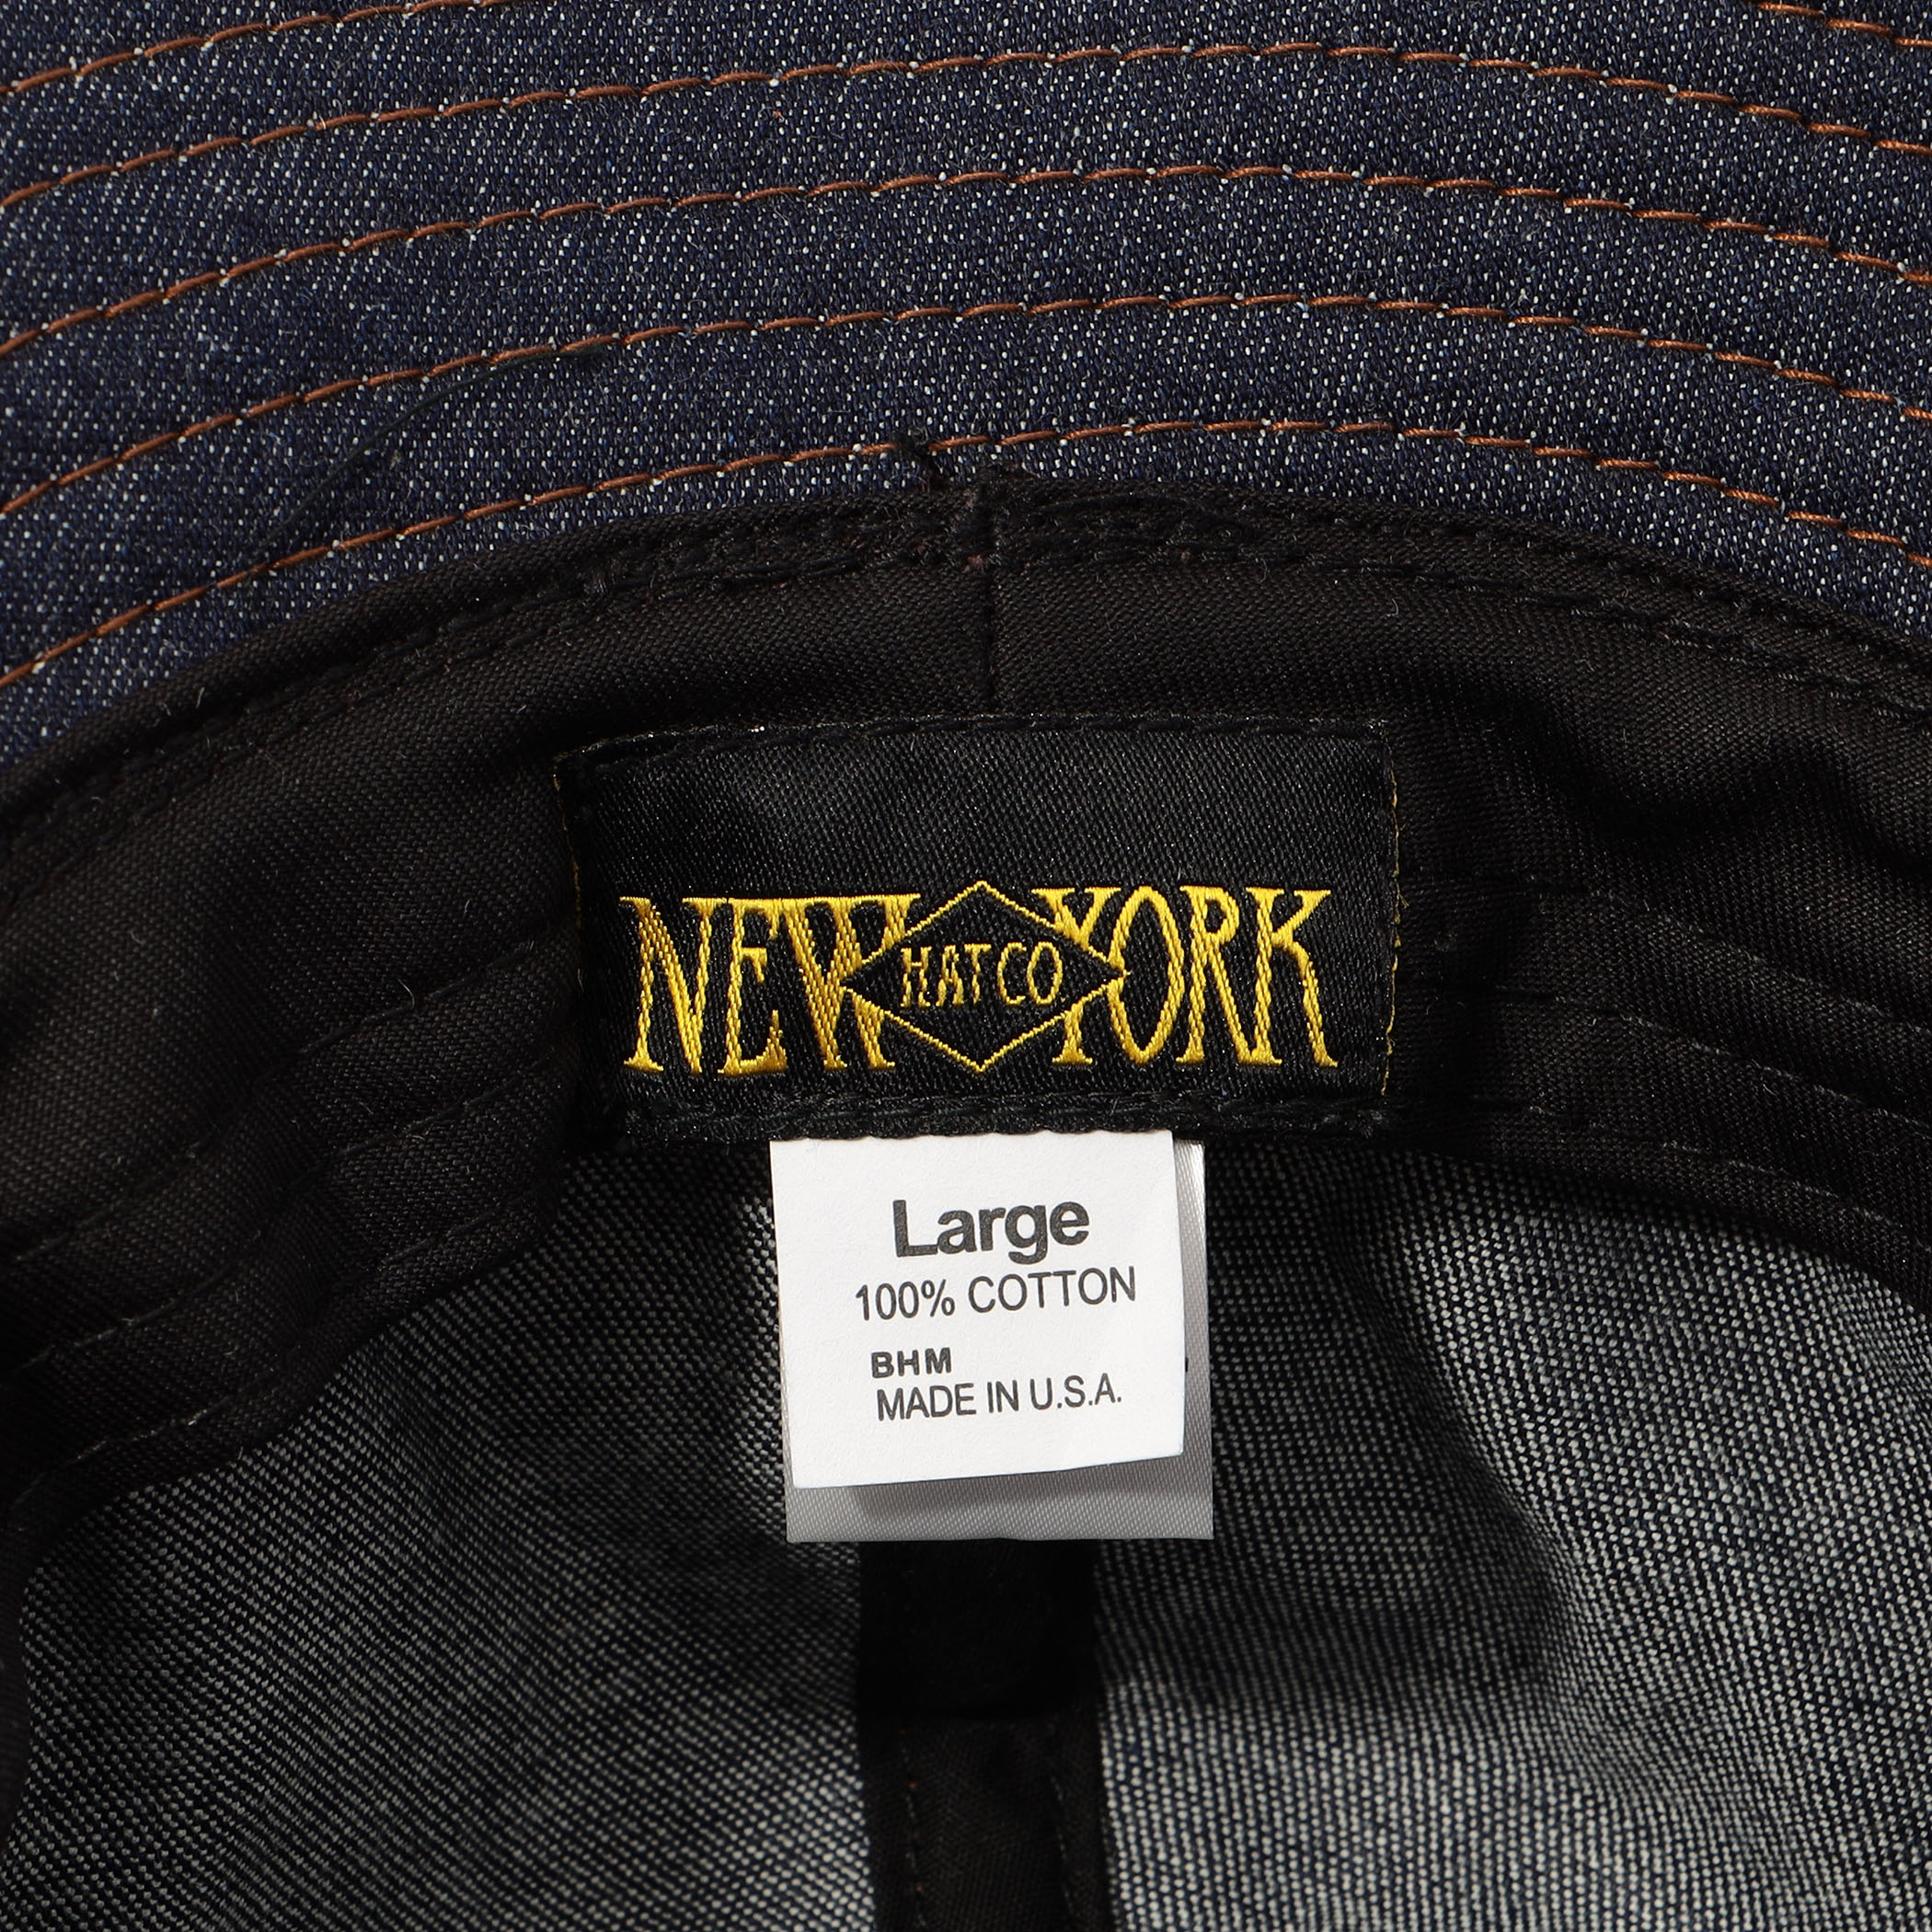 NEW YORK
HAT CO
Large
100% COTTON
BHM
MADE IN U.S.A.